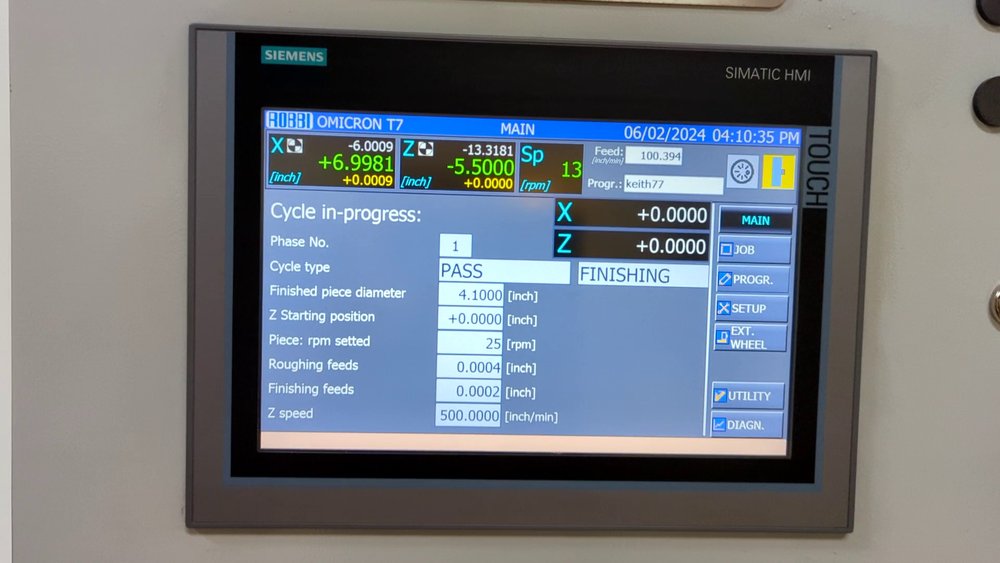 SIEMENS
SIMATIC HMI
TOUCH
ROBBI OMICRON T7 MAIN 06/02/2024 04:10:35 PM
X -6.0009
+6.9981
[inch] +0.0009
Z -13.3181
-5.5000
[inch] +0.0000
Sp 13
[rpm]
Feed: 100.394
[inch/min]
Progr.: keith77
Cycle in-progress:
X +0.0000
Z +0.0000
Phase No. 1
Cycle type PASS FINISHING
Finished piece diameter 4.1000 [inch]
Z Starting position +0.0000 [inch]
Piece: rpm setted 25 [rpm]
Roughing feeds 0.0004 [inch]
Finishing feeds 0.0002 [inch]
Z speed 500.0000 [inch/min]
MAIN
JOB
PROGR.
SETUP
EXT.
WHEEL
UTILITY
DIAGN.